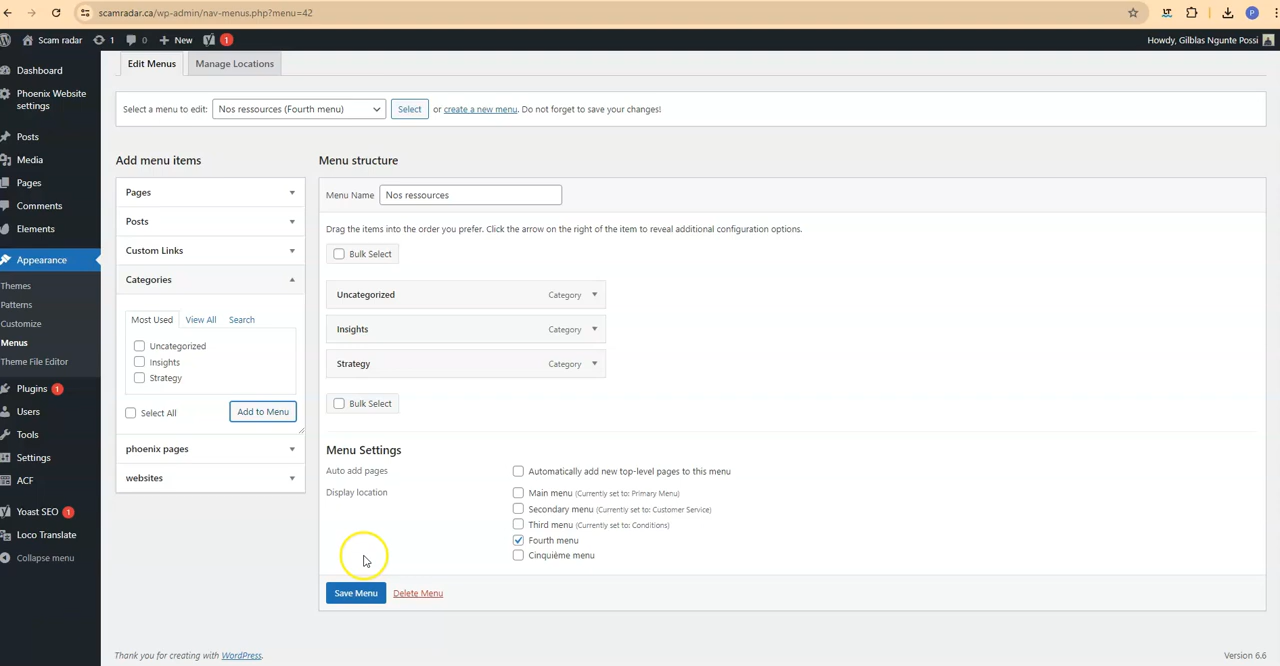 scamradar.ca/wp-admin/nav-menus.php?menu=42
Scam radar 1 0 New 1
Howdy, Gilblas Ngunte Possi
Dashboard
Phoenix Website
settings
Posts
Media
Pages
Comments
Elements
Appearance
Themes
Patterns
Customize
Menus
Theme File Editor
Plugins 1
Users
Tools
Settings
ACF
Yoast SEO 1
Loco Translate
Collapse menu
Edit Menus
Manage Locations
Select a menu to edit: Nos ressources (Fourth menu) Select or create a new menu. Do not forget to save your changes!
Add menu items
Pages
Posts
Custom Links
Categories
Most Used View All Search
Uncategorized
Insights
Strategy
Select All
Add to Menu
phoenix pages
websites
Menu structure
Menu Name Nos ressources
Drag the items into the order you prefer. Click the arrow on the right of the item to reveal additional configuration options.
Bulk Select
Uncategorized Category
Insights Category
Strategy Category
Bulk Select
Menu Settings
Auto add pages
Automatically add new top-level pages to this menu
Display location
Main menu (Currently set to: Primary Menu)
Secondary menu (Currently set to: Customer Service)
Third menu (Currently set to: Conditions)
Fourth menu
Cinquième menu
Save Menu
Delete Menu
Thank you for creating with WordPress.
Version 6.6